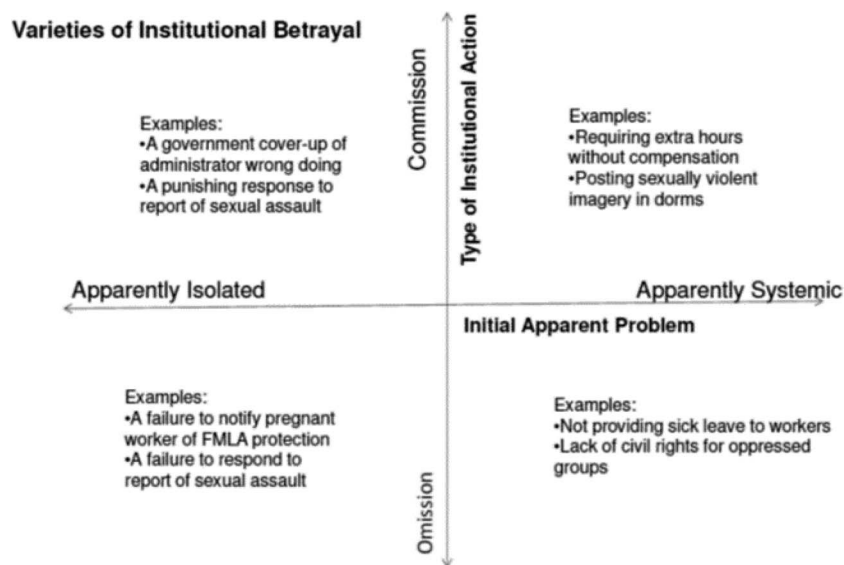 Varieties of Institutional Betrayal
Commission
Type of Institutional Action
Examples:
•A government cover-up of
administrator wrong doing
•A punishing response to
report of sexual assault
Examples:
•Requiring extra hours
without compensation
•Posting sexually violent
imagery in dorms
Apparently Isolated
Apparently Systemic
Initial Apparent Problem
Examples:
•A failure to notify pregnant
worker of FMLA protection
•A failure to respond to
report of sexual assault
Examples:
•Not providing sick leave to workers
•Lack of civil rights for oppressed
groups
Omission